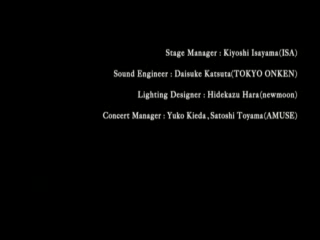 Stage Manager : Kiyoshi Isayama(ISA)
Sound Engineer : Daisuke Katsuta(TOKYO ONKEN)
Lighting Designer : Hidekazu Hara(newmoon)
Concert Manager : Yuko Kieda ,Satoshi Toyama(AMUSE)